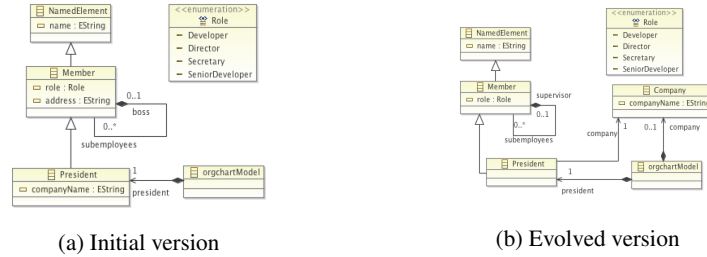 NamedElement
name : EString
<<enumeration>>
Role
Developer
Director
Secretary
SeniorDeveloper
Member
role : Role
address : EString
0..1
boss
0..*
subemployees
President
companyName : EString
1
president
orgchartModel
(a) Initial version
NamedElement
name : EString
<<enumeration>>
Role
Developer
Director
Secretary
SeniorDeveloper
Member
role : Role
supervisor
0..1
0..*
subemployees
Company
companyName : EString
company
1
0..1
company
President
1
president
orgchartModel
(b) Evolved version